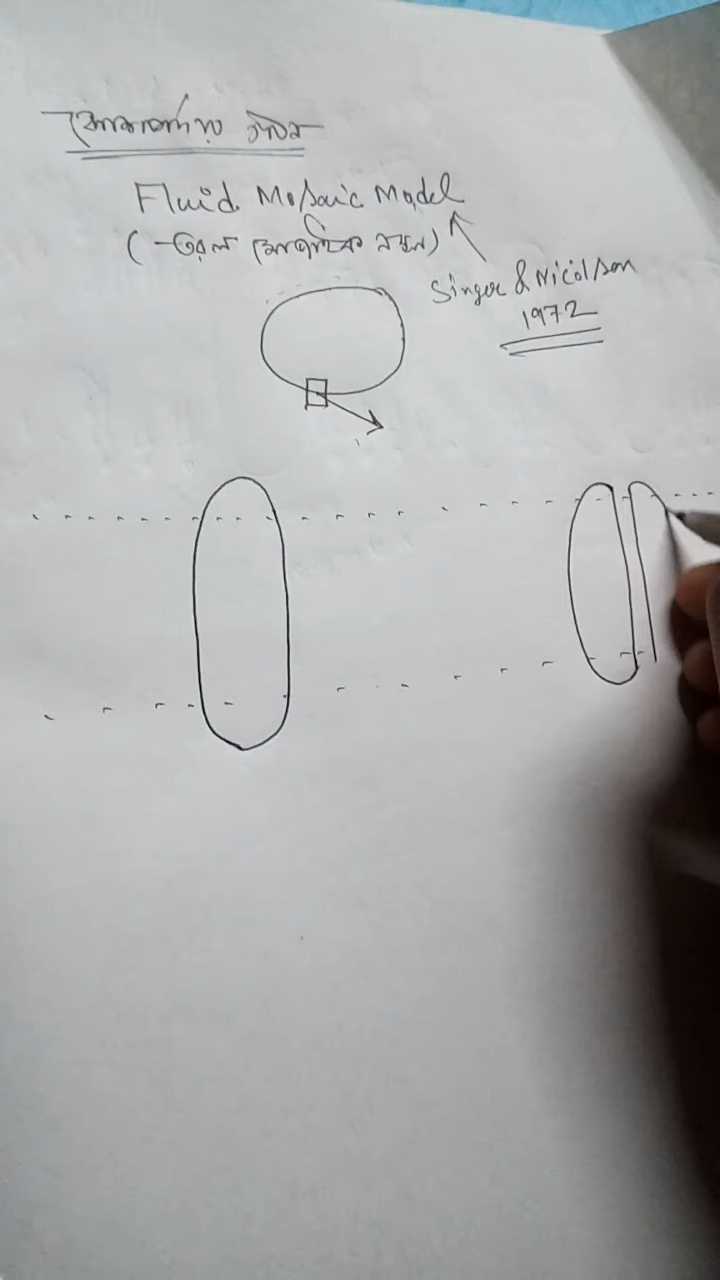 কোষপর্দার গঠন
Fluid Mosaic Model
(তরল মোজাইক মডেল)
Singer & Nicolson
1972